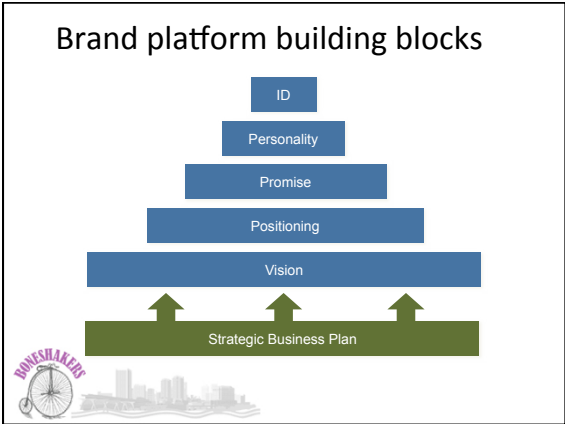 Brand platform building blocks
ID
Personality
Promise
Positioning
Vision
Strategic Business Plan
BONESHAKERS